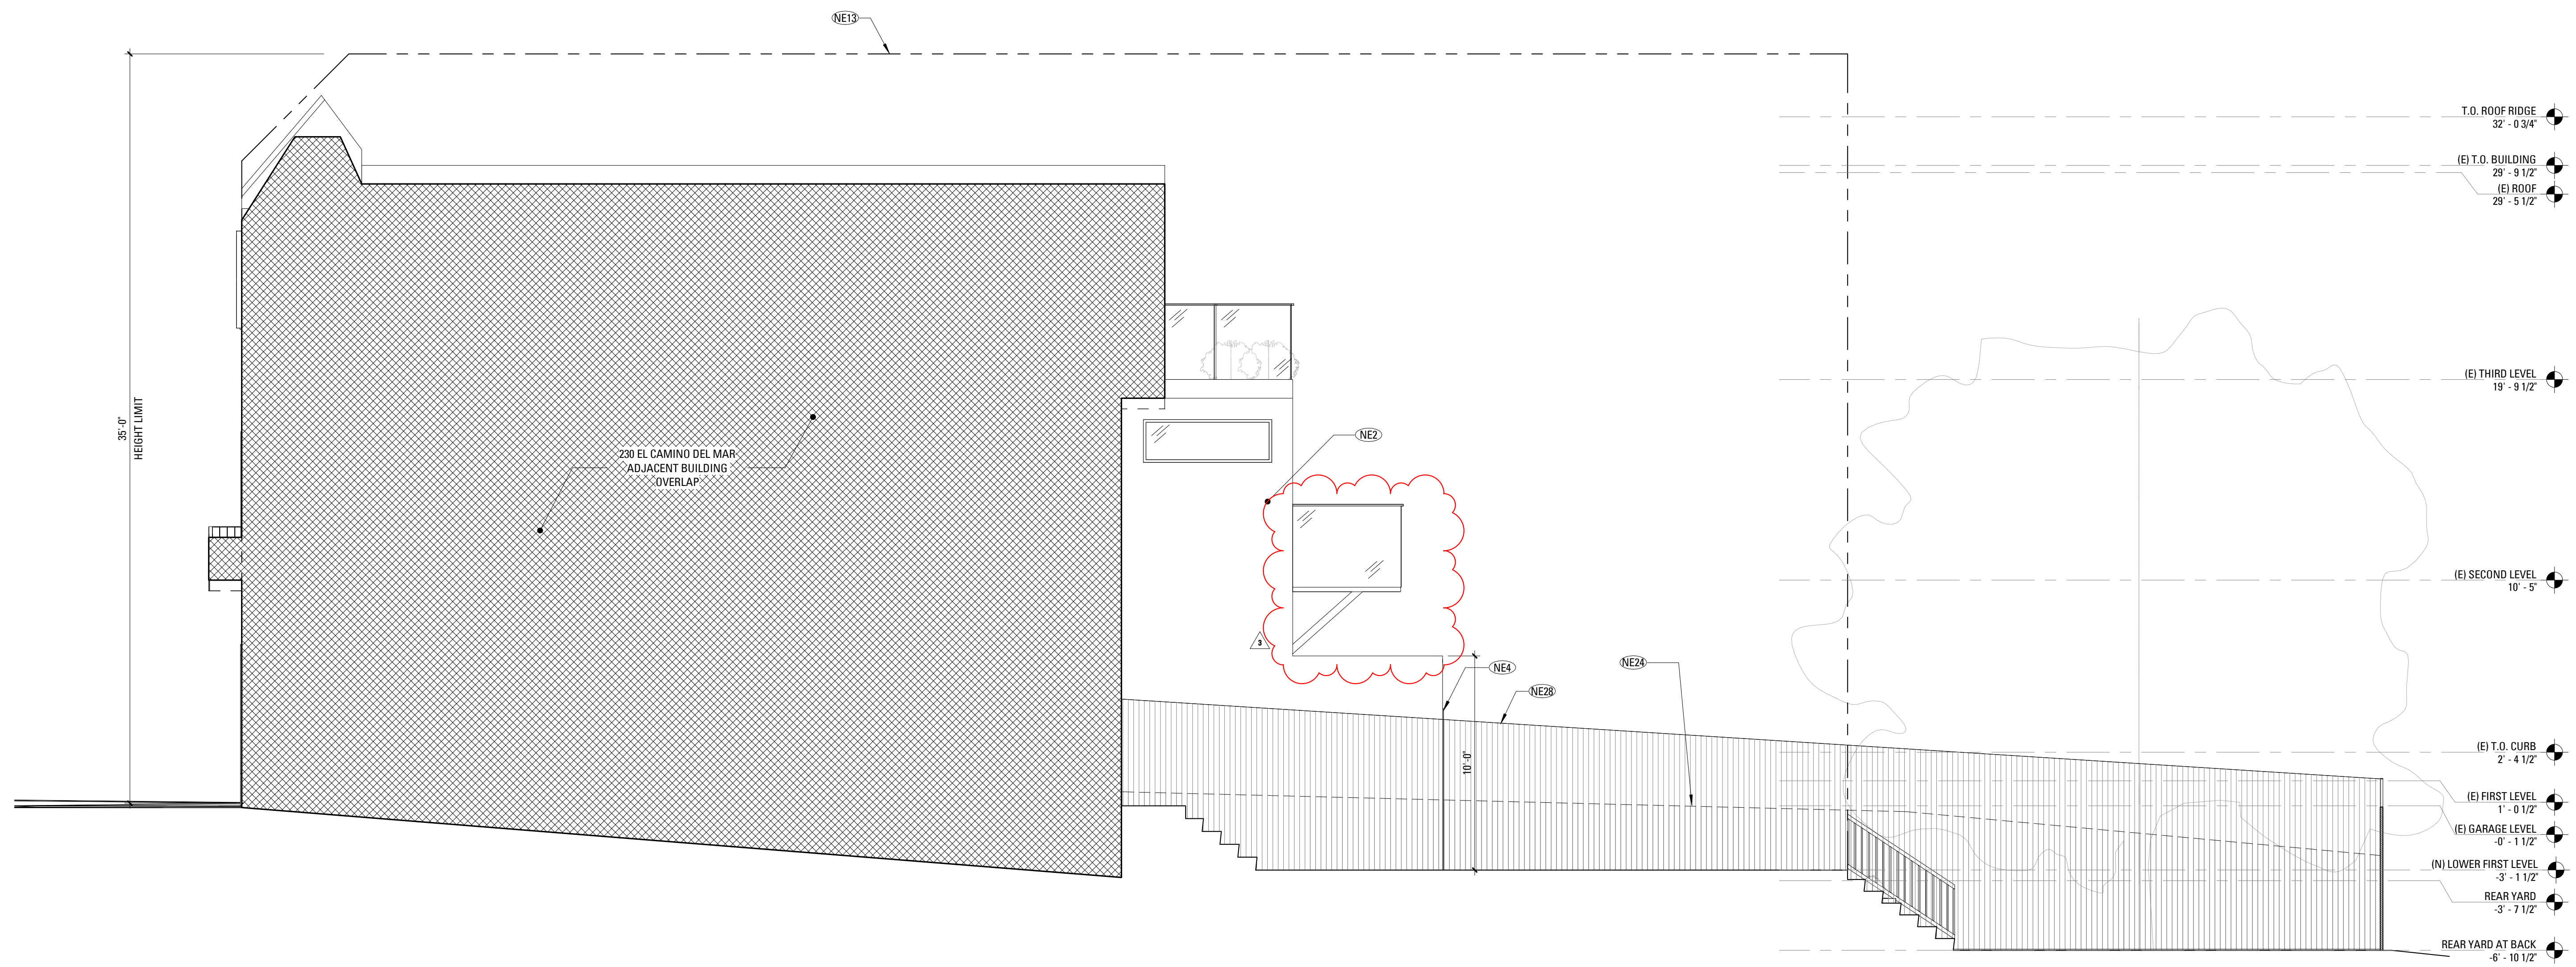 NE13
35'-0"
HEIGHT LIMIT
230 EL CAMINO DEL MAR
ADJACENT BUILDING
OVERLAP
NE2
3
NE4
NE28
NE24
10'-0"
T.O. ROOF RIDGE
32' - 0 3/4"
(E) T.O. BUILDING
29' - 9 1/2"
(E) ROOF
29' - 5 1/2"
(E) THIRD LEVEL
19' - 9 1/2"
(E) SECOND LEVEL
10' - 5"
(E) T.O. CURB
2' - 4 1/2"
(E) FIRST LEVEL
1' - 0 1/2"
(E) GARAGE LEVEL
-0' - 1 1/2"
(N) LOWER FIRST LEVEL
-3' - 1 1/2"
REAR YARD
-3' - 7 1/2"
REAR YARD AT BACK
-6' - 10 1/2"